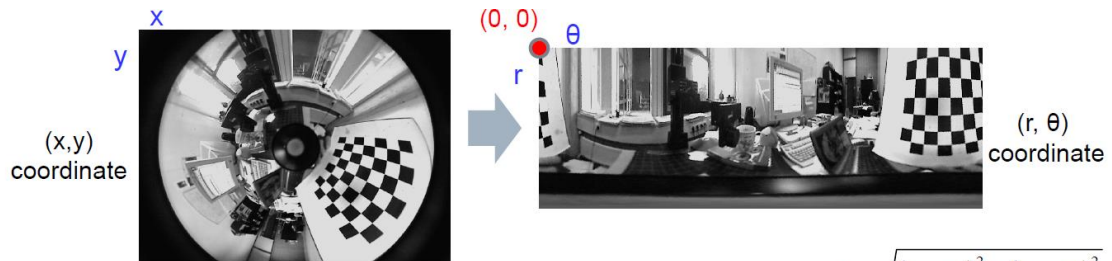 x
y
(x,y)
coordinate
(0, 0)
θ
r
(r, θ)
coordinate